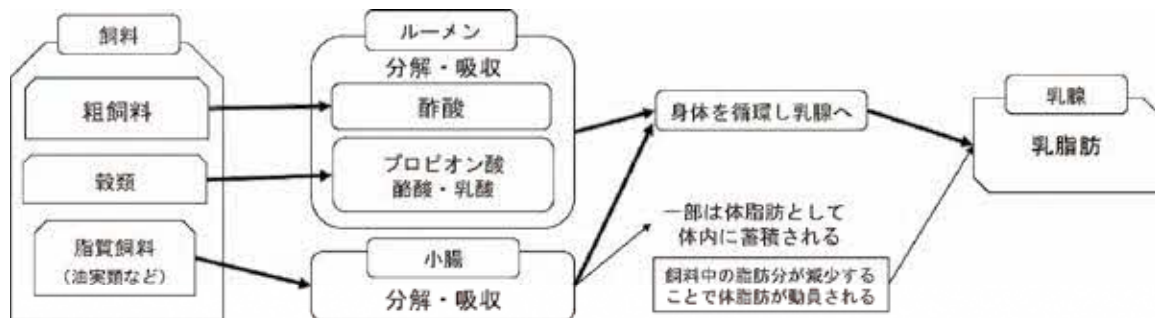 飼料
粗飼料
穀類
脂質飼料
（油実類など）
ルーメン
分解・吸収
酢酸
プロピオン酸
酪酸・乳酸
小腸
分解・吸収
身体を循環し乳腺へ
一部は体脂肪として
体内に蓄積される
飼料中の脂肪分が減少する
ことで体脂肪が動員される
乳腺
乳脂肪